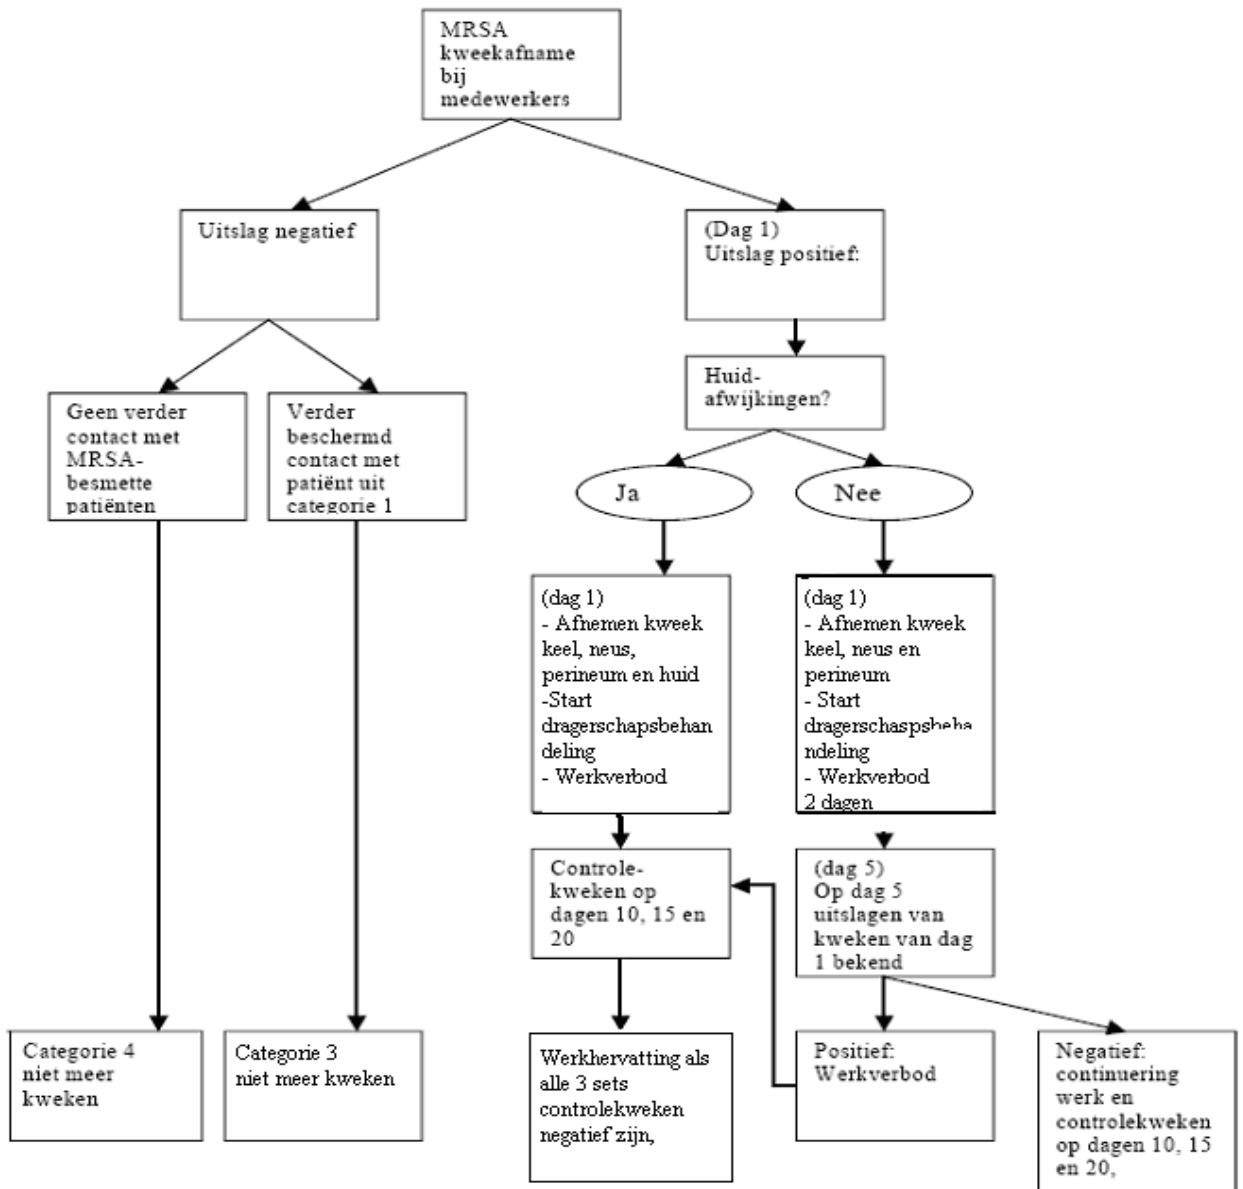 MRSA
kweekafname
bij
medewerkers
Uitslag negatief
(Dag 1)
Uitslag positief:
Huid-
afwijkingen?
Geen verder
contact met
MRSA-
besmette
patiënten
Verder
beschermd
contact met
patiënt uit
categorie 1
Ja
Nee
(dag 1)
- Afnemen kweek
keel, neus,
perineum en huid
-Start
dragerschapsbehan
deling
- Werkverbod
(dag 1)
- Afnemen kweek
keel, neus en
perineum
- Start
dragerschaspsbeha
ndeling
- Werkverbod
2 dagen
Controle-
kweken op
dagen 10, 15 en
20
(dag 5)
Op dag 5
uitslagen van
kweken van dag
1 bekend
Categorie 4
niet meer
kweken
Categorie 3
niet meer kweken
Werkhervatting als
alle 3 sets
controlekweken
negatief zijn,
Positief:
Werkverbod
Negatief:
continuering
werk en
controlekweken
op dagen 10, 15
en 20,